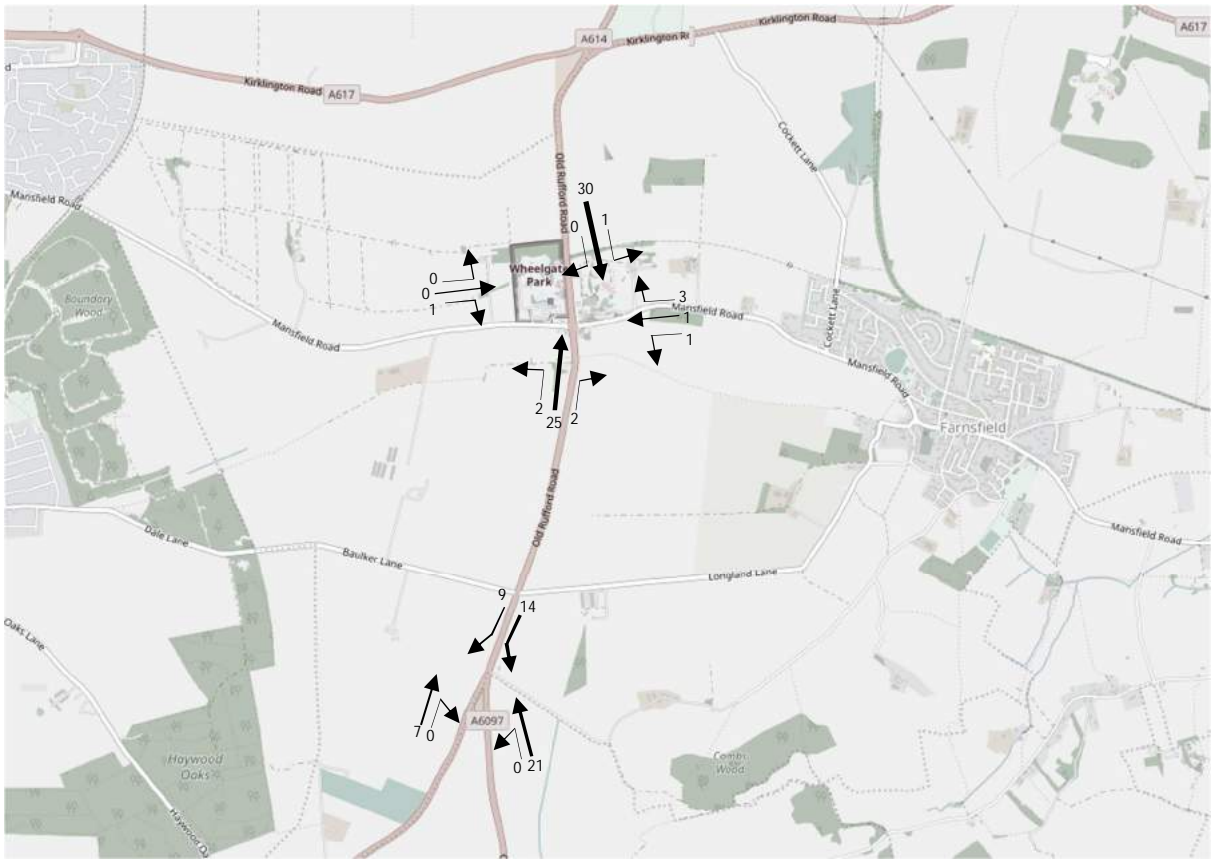 Kirklington Road
A617
A614
Kirklington R
d
Kirklington Road
A617
Cockett Lane
Old Rufford Road
Mansfield Road
30
0
1
Wheelgate
Park
0
0
1
3
Mansfield Road
1
1
Boundary
Wood
Mansfield Road
Cockett Lane
Mansfield Road
2
25
2
Farnsfield
Old Rufford Road
Dale Lane
Baulker Lane
Mansfield Road
Longland Lane
9
14
Oaks Lane
7
0
A6097
0
21
Haywood
Oaks
Combs
Wood
Haywood Oa